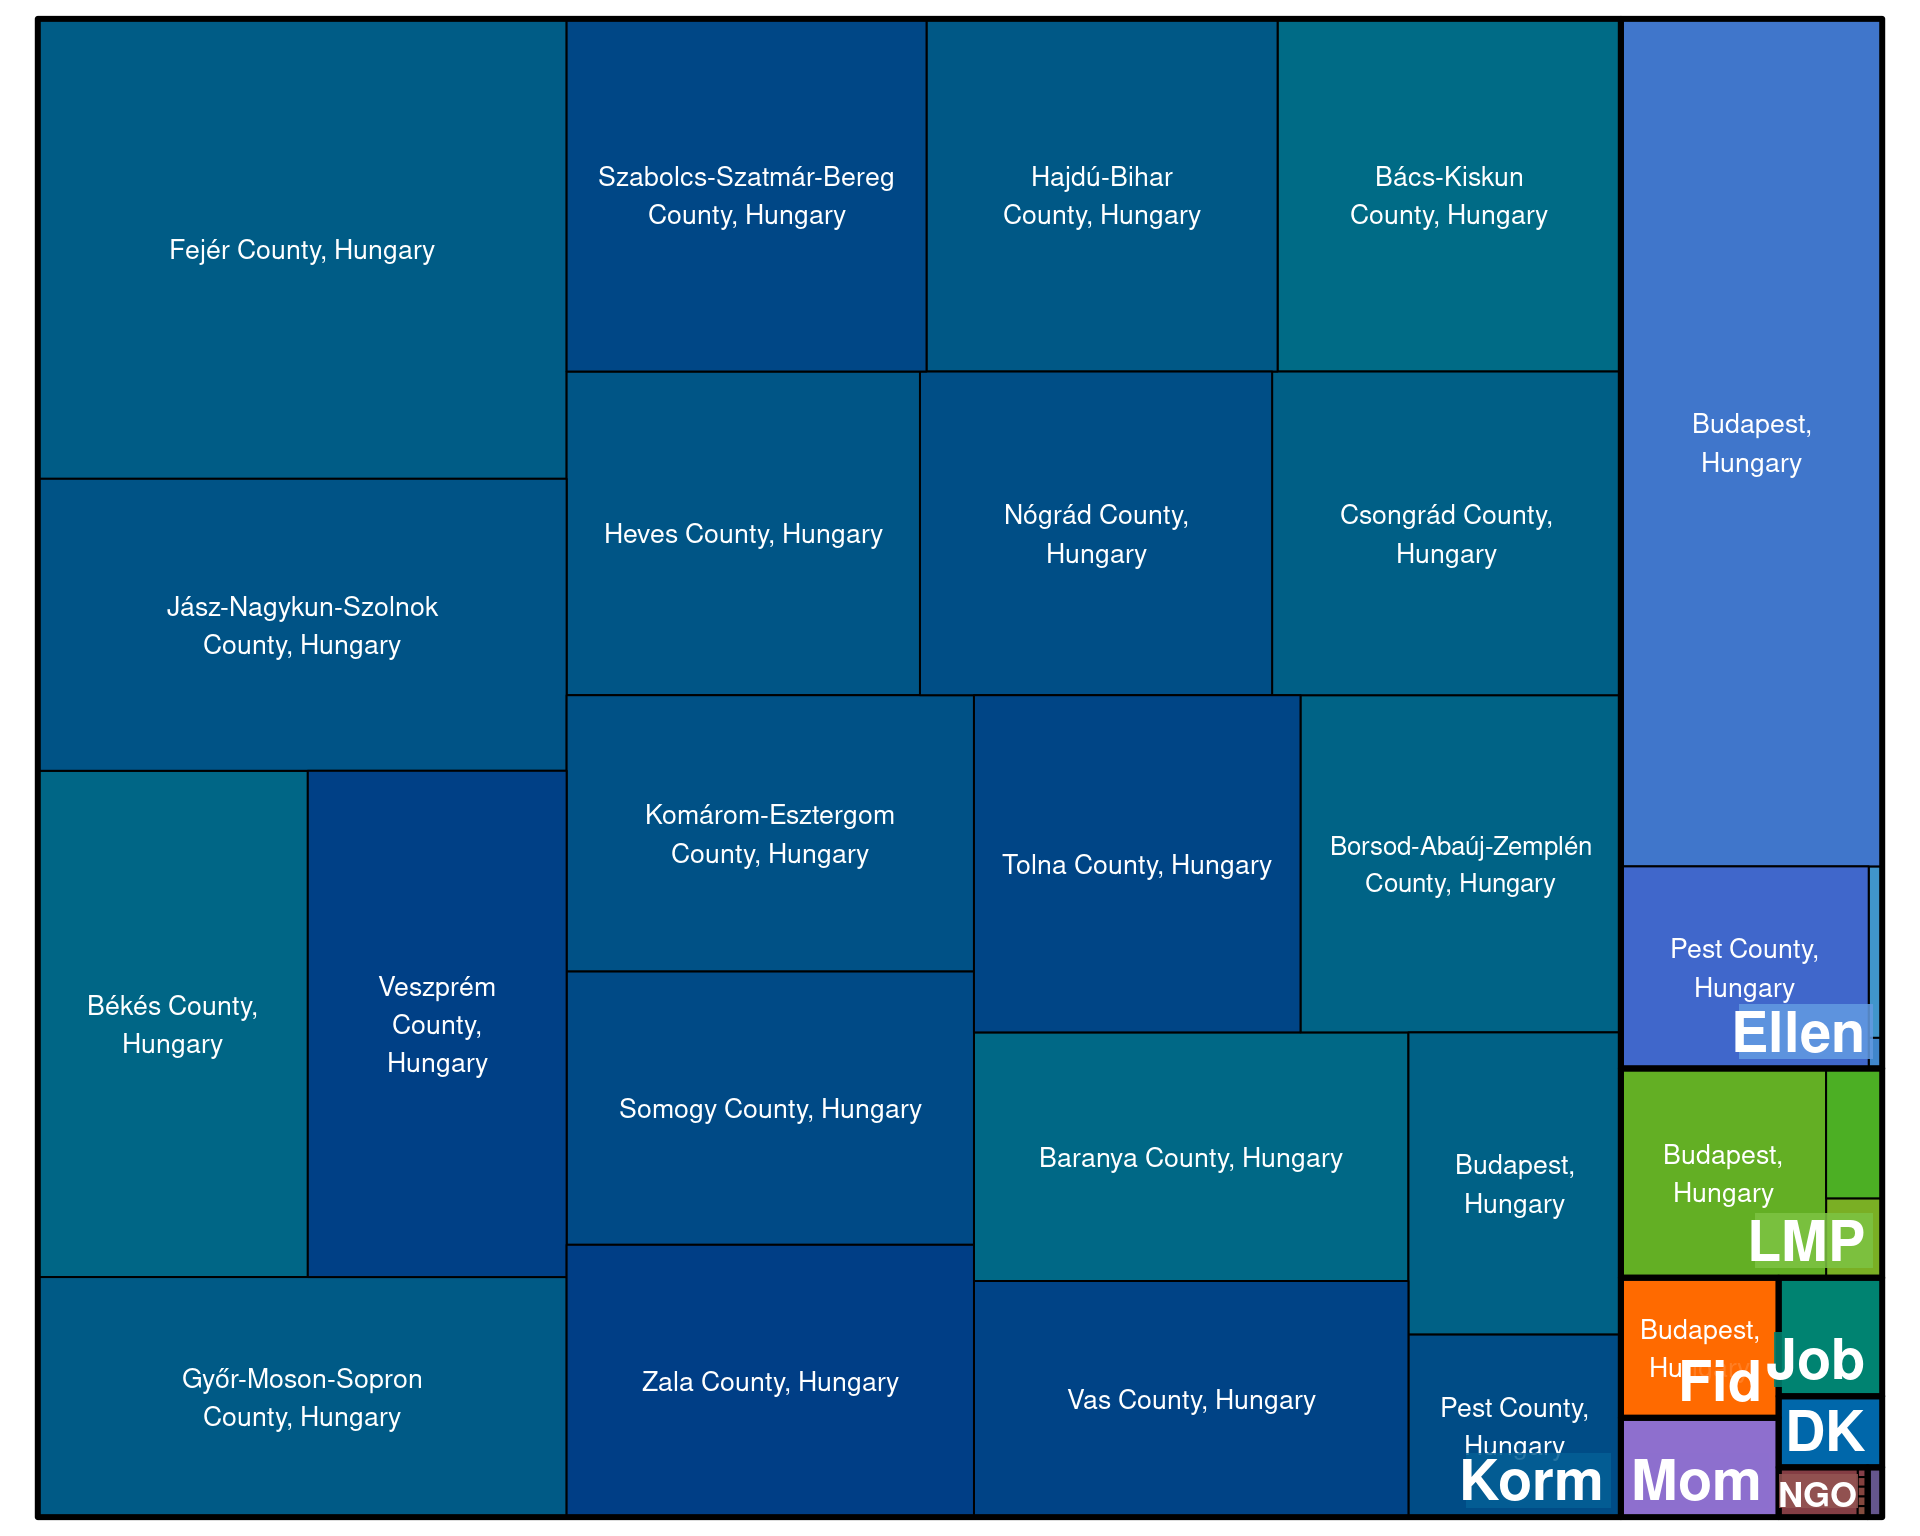 Fejér County, Hungary
Szabolcs-Szatmár-Bereg
County, Hungary
Hajdú-Bihar
County, Hungary
Bács-Kiskun
County, Hungary
Budapest,
Hungary
Jász-Nagykun-Szolnok
County, Hungary
Heves County, Hungary
Nógrád County,
Hungary
Csongrád County,
Hungary
Békés County,
Hungary
Veszprém
County,
Hungary
Komárom-Esztergom
County, Hungary
Tolna County, Hungary
Borsod-Abaúj-Zemplén
County, Hungary
Pest County,
Hungary
Ellen
Somogy County, Hungary
Baranya County, Hungary
Budapest,
Hungary
Budapest,
Hungary
LMP
Győr-Moson-Sopron
County, Hungary
Zala County, Hungary
Vas County, Hungary
Pest County,
Hungary
Korm
Budapest,
Fid
Job
DK
Mom
NGO